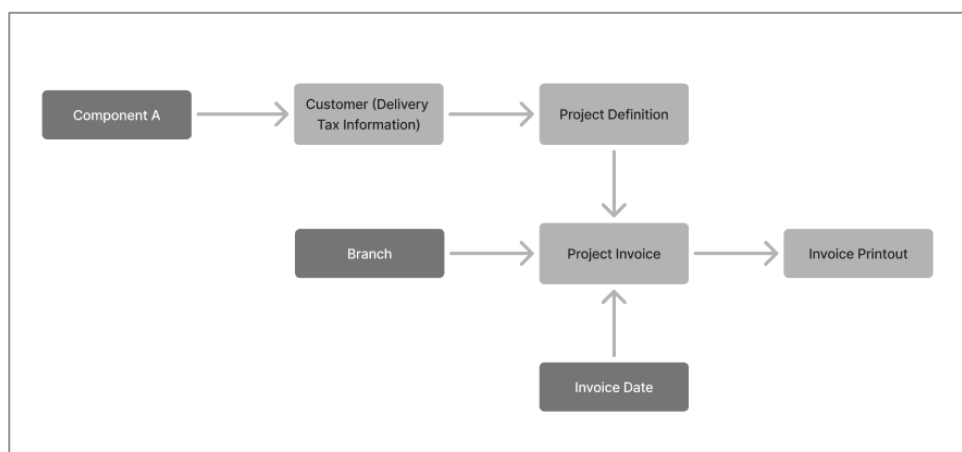 Component A
Customer (Delivery
Tax Information)
Project Definition
Branch
Project Invoice
Invoice Printout
Invoice Date